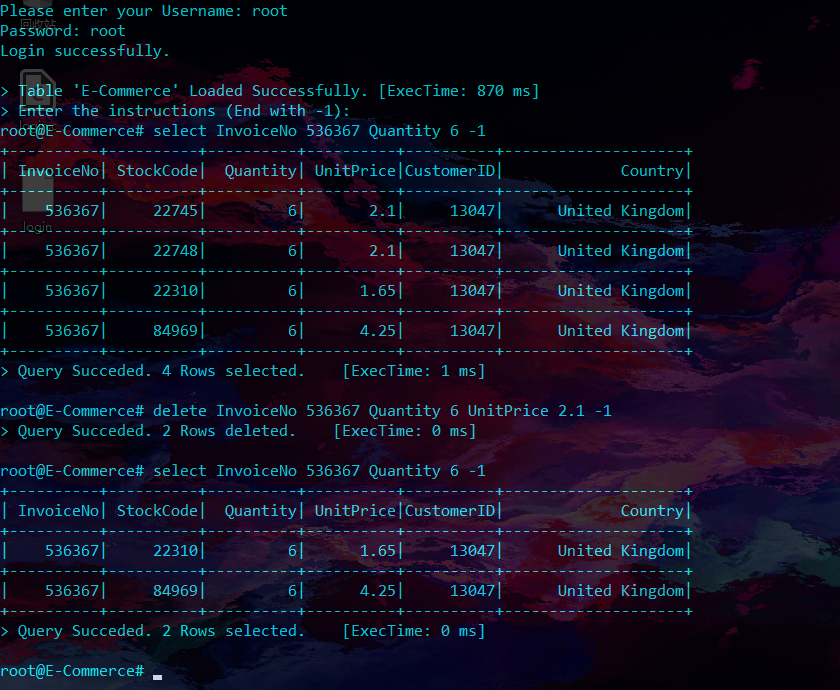 Please enter your Username: root
Password: root
Login successfully.
> Table 'E-Commerce' Loaded Successfully. [ExecTime: 870 ms]
> Enter the instructions (End with -1):
root@E-Commerce# select InvoiceNo 536367 Quantity 6 -1
| InvoiceNo| StockCode| Quantity| UnitPrice|CustomerID| Country|
| 536367| 22745| 6| 2.1| 13047| United Kingdom|
| 536367| 22748| 6| 2.1| 13047| United Kingdom|
| 536367| 22310| 6| 1.65| 13047| United Kingdom|
| 536367| 84969| 6| 4.25| 13047| United Kingdom|
> Query Succeded. 4 Rows selected. [ExecTime: 1 ms]
root@E-Commerce# delete InvoiceNo 536367 Quantity 6 UnitPrice 2.1 -1
> Query Succeded. 2 Rows deleted. [ExecTime: 0 ms]
root@E-Commerce# select InvoiceNo 536367 Quantity 6 -1
| InvoiceNo| StockCode| Quantity| UnitPrice|CustomerID| Country|
| 536367| 22310| 6| 1.65| 13047| United Kingdom|
| 536367| 84969| 6| 4.25| 13047| United Kingdom|
> Query Succeded. 2 Rows selected. [ExecTime: 0 ms]
root@E-Commerce#
回收站
login